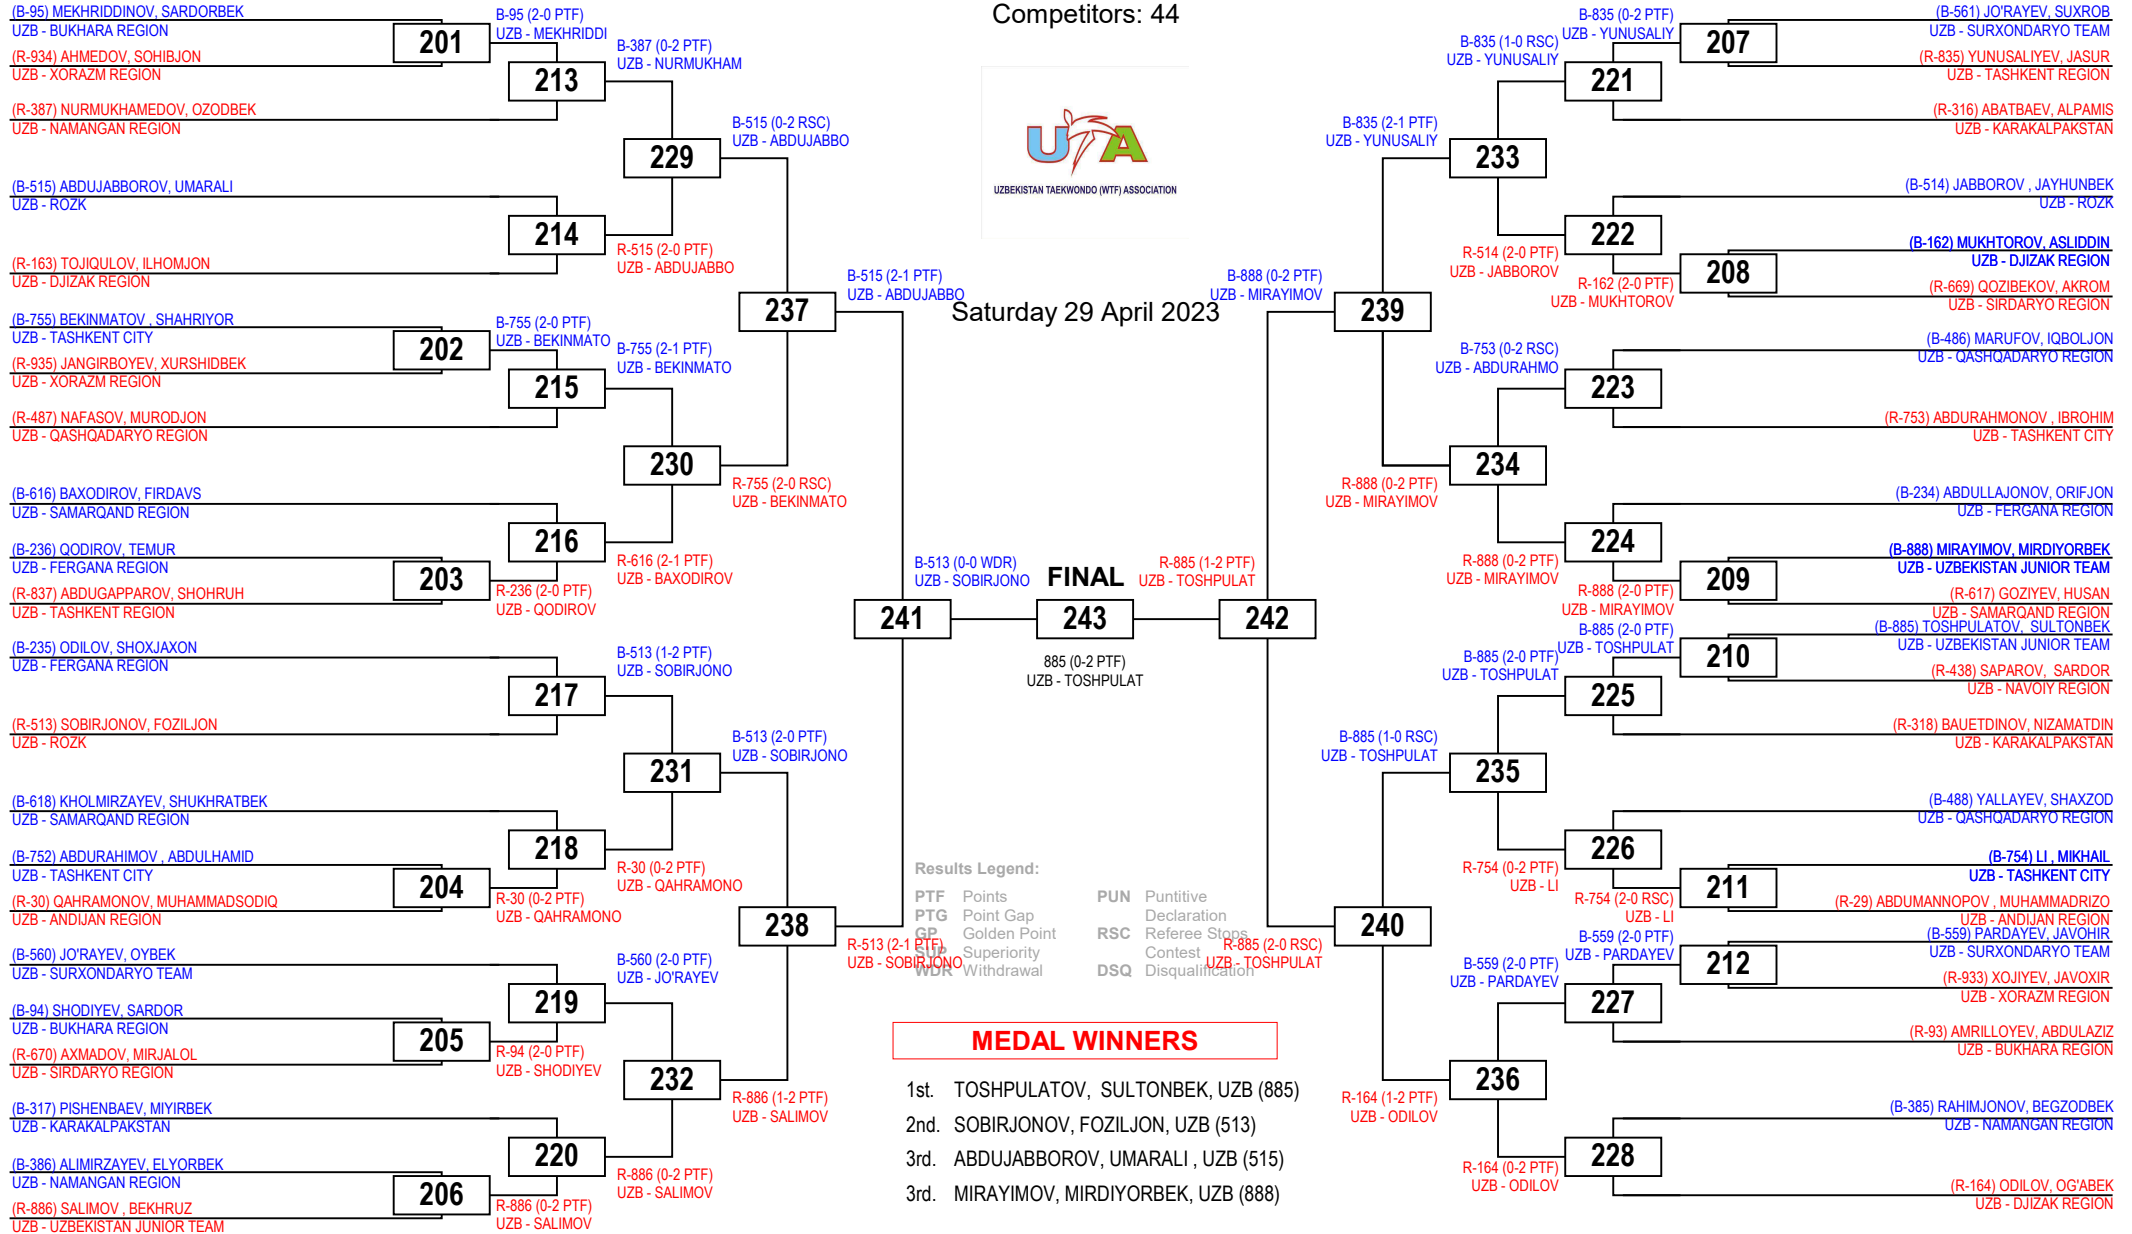 Competitors: 44
UTA
UZBEKISTAN TAEKWONDO (WTF) ASSOCIATION
Saturday 29 April 2023
(B-95) MEKHRIDDINOV, SARDORBEK
UZB - BUKHARA REGION
201
(R-934) AHMEDOV, SOHIBJON
UZB - XORAZM REGION
B-95 (2-0 PTF)
UZB - MEKHRIDDI
213
(R-387) NURMUKHAMEDOV, OZODBEK
UZB - NAMANGAN REGION
B-387 (0-2 PTF)
UZB - NURMUKHAM
229
(B-515) ABDUJABBOROV, UMARALI
UZB - ROZK
214
(R-163) TOJIQULOV, ILHOMJON
UZB - DJIZAK REGION
R-515 (2-0 PTF)
UZB - ABDUJABBO
B-515 (0-2 RSC)
UZB - ABDUJABBO
237
(B-755) BEKINMATOV , SHAHRIYOR
UZB - TASHKENT CITY
202
(R-935) JANGIRBOYEV, XURSHIDBEK
UZB - XORAZM REGION
B-755 (2-0 PTF)
UZB - BEKINMATO
215
(R-487) NAFASOV, MURODJON
UZB - QASHQADARYO REGION
B-755 (2-1 PTF)
UZB - BEKINMATO
230
(B-616) BAXODIROV, FIRDAVS
UZB - SAMARQAND REGION
216
(B-236) QODIROV, TEMUR
UZB - FERGANA REGION
203
(R-837) ABDUGAPPAROV, SHOHRUH
UZB - TASHKENT REGION
R-236 (2-0 PTF)
UZB - QODIROV
R-616 (2-1 PTF)
UZB - BAXODIROV
R-755 (2-0 RSC)
UZB - BEKINMATO
B-515 (2-1 PTF)
UZB - ABDUJABBO
241
(B-235) ODILOV, SHOXJAXON
UZB - FERGANA REGION
217
(R-513) SOBIRJONOV, FOZILJON
UZB - ROZK
B-513 (1-2 PTF)
UZB - SOBIRJONO
231
(B-618) KHOLMIRZAYEV, SHUKHRATBEK
UZB - SAMARQAND REGION
218
(B-752) ABDURAHIMOV , ABDULHAMID
UZB - TASHKENT CITY
204
(R-30) QAHRAMONOV, MUHAMMADSODIQ
UZB - ANDIJAN REGION
R-30 (0-2 PTF)
UZB - QAHRAMONO
R-30 (0-2 PTF)
UZB - QAHRAMONO
B-513 (2-0 PTF)
UZB - SOBIRJONO
238
(B-560) JO'RAYEV, OYBEK
UZB - SURXONDARYO TEAM
219
(B-94) SHODIYEV, SARDOR
UZB - BUKHARA REGION
205
(R-670) AXMADOV, MIRJALOL
UZB - SIRDARYO REGION
R-94 (2-0 PTF)
UZB - SHODIYEV
B-560 (2-0 PTF)
UZB - JO'RAYEV
232
(B-317) PISHENBAEV, MIYIRBEK
UZB - KARAKALPAKSTAN
220
(B-386) ALIMIRZAYEV, ELYORBEK
UZB - NAMANGAN REGION
206
(R-886) SALIMOV , BEKHRUZ
UZB - UZBEKISTAN JUNIOR TEAM
R-886 (0-2 PTF)
UZB - SALIMOV
R-886 (0-2 PTF)
UZB - SALIMOV
R-886 (1-2 PTF)
UZB - SALIMOV
R-513 (2-1 PTF)
UZB - SOBIRJONO
B-513 (0-0 WDR)
UZB - SOBIRJONO
FINAL
243
885 (0-2 PTF)
UZB - TOSHPULAT
R-885 (1-2 PTF)
UZB - TOSHPULAT
242
B-888 (0-2 PTF)
UZB - MIRAYIMOV
239
B-835 (2-1 PTF)
UZB - YUNUSALIY
233
B-835 (1-0 RSC)
UZB - YUNUSALIY
221
B-835 (0-2 PTF)
UZB - YUNUSALIY
207
(B-561) JO'RAYEV, SUXROB
UZB - SURXONDARYO TEAM
(R-835) YUNUSALIYEV, JASUR
UZB - TASHKENT REGION
(R-316) ABATBAEV, ALPAMIS
UZB - KARAKALPAKSTAN
(B-514) JABBOROV , JAYHUNBEK
UZB - ROZK
222
R-514 (2-0 PTF)
UZB - JABBOROV
R-162 (2-0 PTF)
UZB - MUKHTOROV
208
(B-162) MUKHTOROV, ASLIDDIN
UZB - DJIZAK REGION
(R-669) QOZIBEKOV, AKROM
UZB - SIRDARYO REGION
(B-486) MARUFOV, IQBOLJON
UZB - QASHQADARYO REGION
223
B-753 (0-2 RSC)
UZB - ABDURAHMO
(R-753) ABDURAHMONOV , IBROHIM
UZB - TASHKENT CITY
234
R-888 (0-2 PTF)
UZB - MIRAYIMOV
(B-234) ABDULLAJONOV, ORIFJON
UZB - FERGANA REGION
224
R-888 (0-2 PTF)
UZB - MIRAYIMOV
R-888 (2-0 PTF)
UZB - MIRAYIMOV
209
(B-888) MIRAYIMOV, MIRDIYORBEK
UZB - UZBEKISTAN JUNIOR TEAM
(R-617) GOZIYEV, HUSAN
UZB - SAMARQAND REGION
(B-885) TOSHPULATOV, SULTONBEK
UZB - UZBEKISTAN JUNIOR TEAM
210
B-885 (2-0 PTF)
UZB - TOSHPULAT
(R-438) SAPAROV, SARDOR
UZB - NAVOIY REGION
B-885 (2-0 PTF)
UZB - TOSHPULAT
225
(R-318) BAUETDINOV, NIZAMATDIN
UZB - KARAKALPAKSTAN
B-885 (1-0 RSC)
UZB - TOSHPULAT
235
(B-488) YALLAYEV, SHAXZOD
UZB - QASHQADARYO REGION
226
R-754 (0-2 PTF)
UZB - LI
R-754 (2-0 RSC)
UZB - LI
211
(B-754) LI , MIKHAIL
UZB - TASHKENT CITY
(R-29) ABDUMANNOPOV , MUHAMMADRIZO
UZB - ANDIJAN REGION
240
R-885 (2-0 RSC)
UZB - TOSHPULAT
(B-559) PARDAYEV, JAVOHIR
UZB - SURXONDARYO TEAM
212
B-559 (2-0 PTF)
UZB - PARDAYEV
(R-933) XOJIYEV, JAVOXIR
UZB - XORAZM REGION
B-559 (2-0 PTF)
UZB - PARDAYEV
227
(R-93) AMRILLOYEV, ABDULAZIZ
UZB - BUKHARA REGION
236
R-164 (1-2 PTF)
UZB - ODILOV
(B-385) RAHIMJONOV, BEGZODBEK
UZB - NAMANGAN REGION
228
R-164 (0-2 PTF)
UZB - ODILOV
(R-164) ODILOV, OG'ABEK
UZB - DJIZAK REGION
Results Legend:
PTF Points
PTG Point Gap
GP Golden Point
SUP Superiority
WDR Withdrawal
PUN Puntitive
Declaration
RSC Referee Stops
Contest
DSQ Disqualification
MEDAL WINNERS
1st. TOSHPULATOV, SULTONBEK, UZB (885)
2nd. SOBIRJONOV, FOZILJON, UZB (513)
3rd. ABDUJABBOROV, UMARALI , UZB (515)
3rd. MIRAYIMOV, MIRDIYORBEK, UZB (888)